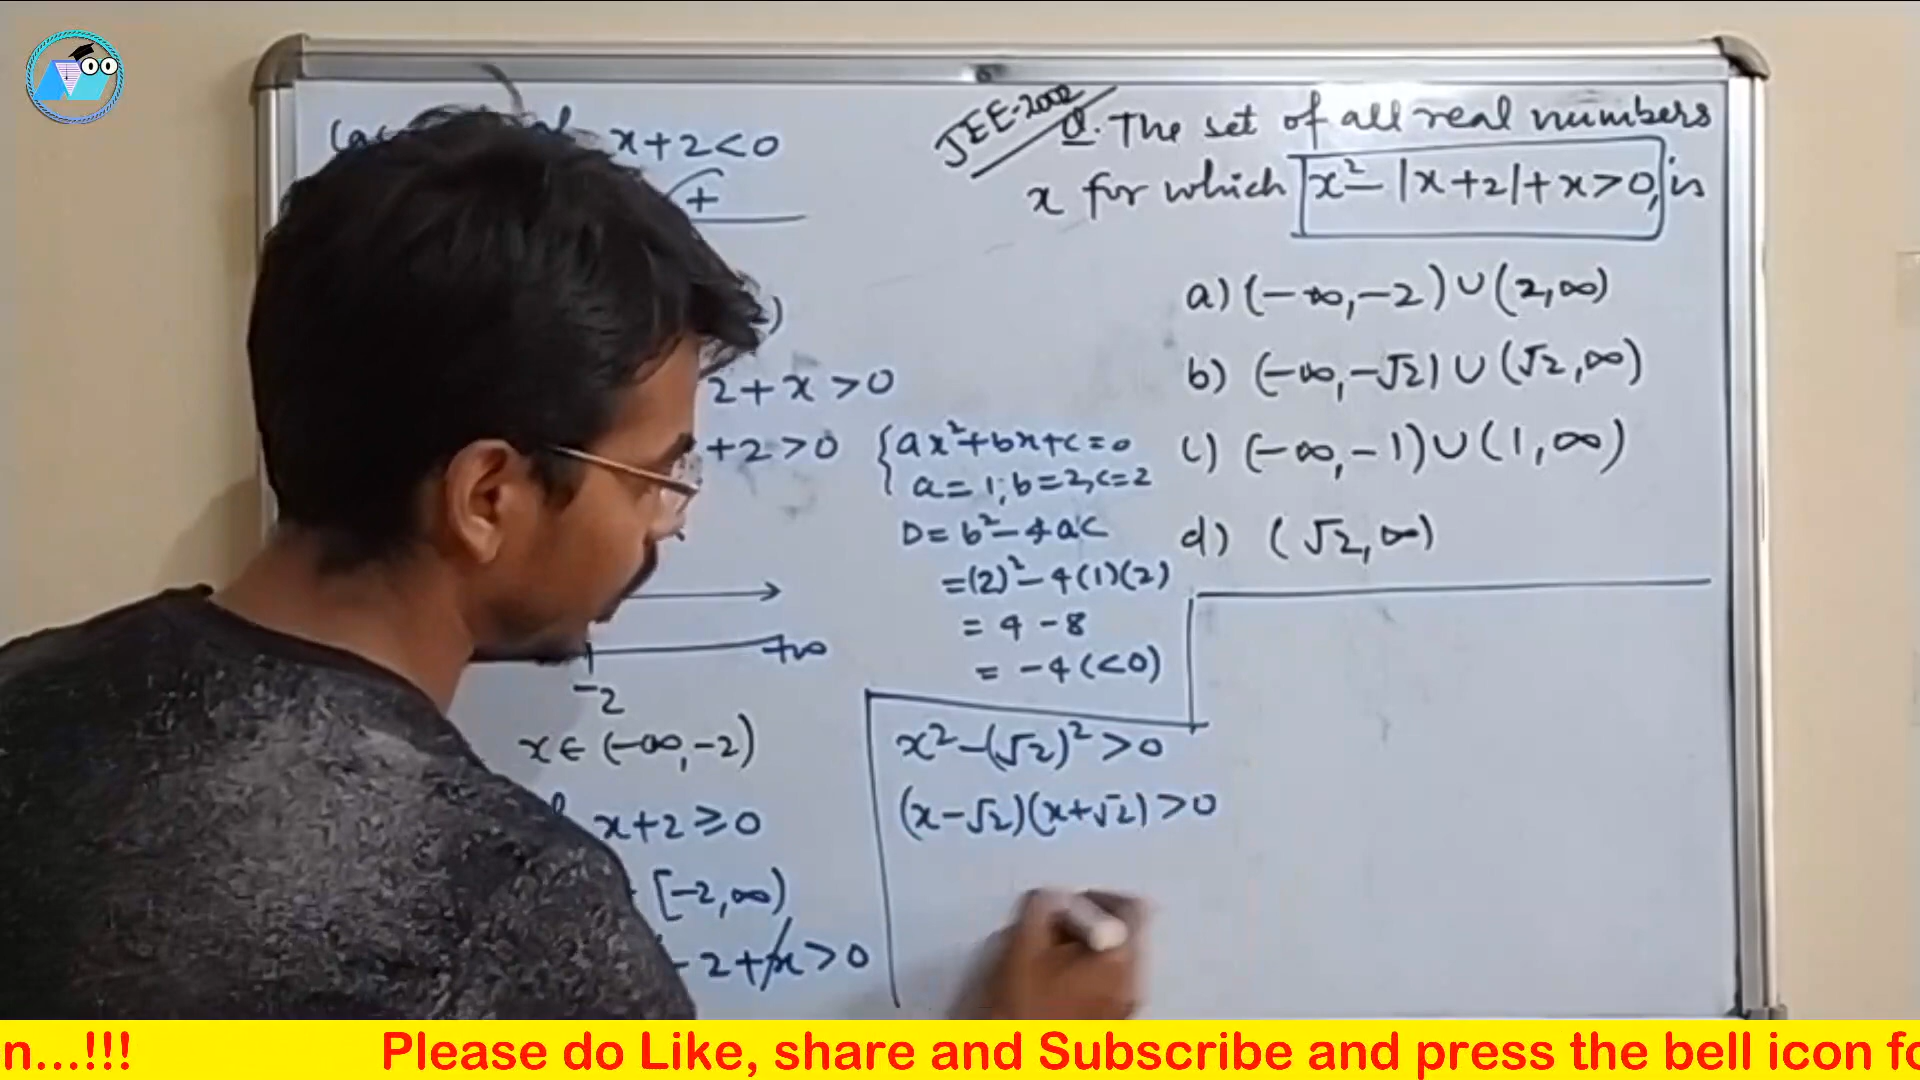 x+2<0
+
2+x>0
+2>0
-2
+∞
x∈(-∞,-2)
x+2≥0
[-2,∞)
-2+x>0
{ax²+bx+c=0
a=1;b=2,c=2
D=b²-4ac
=(2)²-4(1)(2)
=4-8
=-4(<0)
x²-(√2)²>0
(x-√2)(x+√2)>0
JEE-2002
Q. The set of all real numbers
x for which x²-|x+2|+x>0, is
a) (-∞,-2)∪(2,∞)
b) (-∞,-√2)∪(√2,∞)
c) (-∞,-1)∪(1,∞)
d) (√2,∞)
n...!!! Please do Like, share and Subscribe and press the bell icon fo